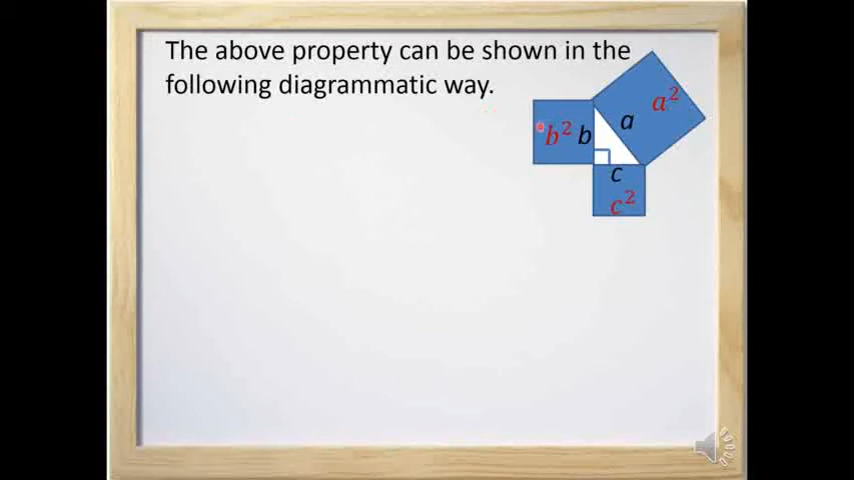 The above property can be shown in the
following diagrammatic way.
a²
b² b a
c
c²